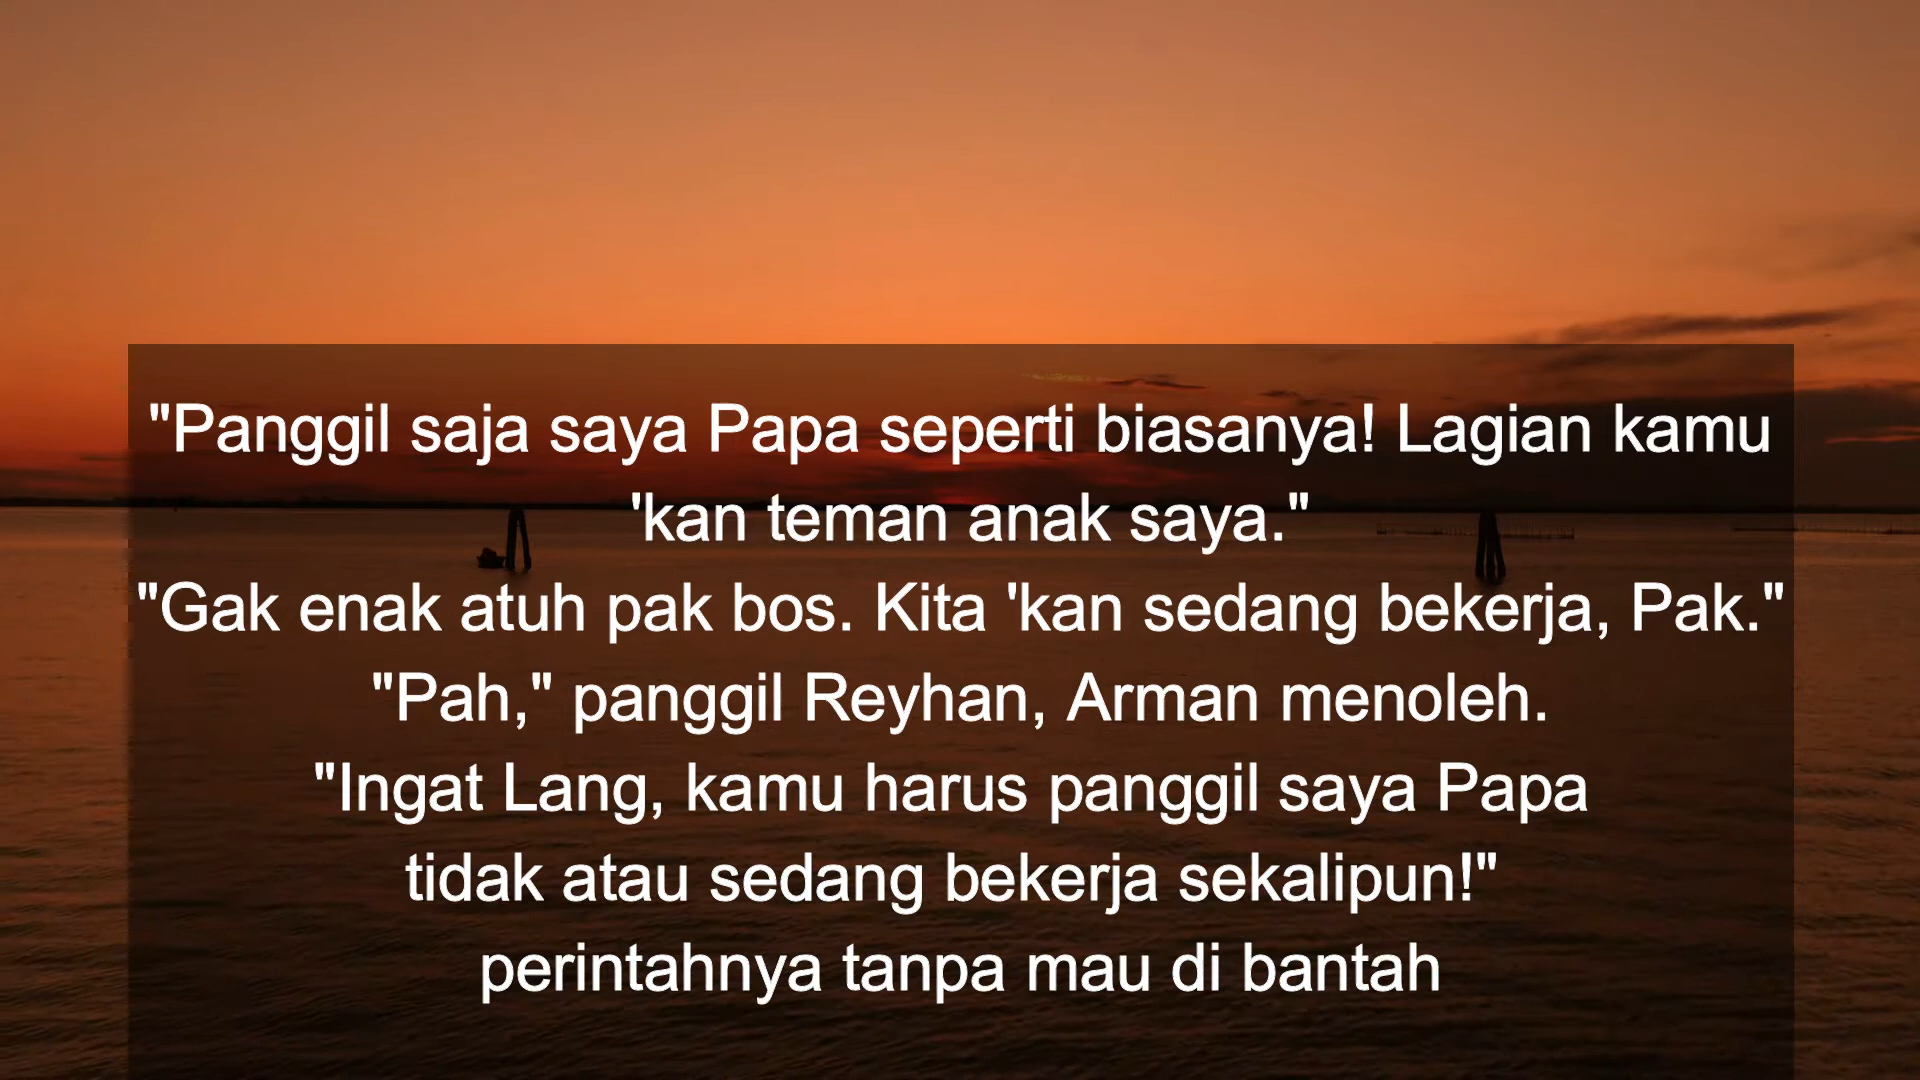 "Panggil saja saya Papa seperti biasanya! Lagian kamu
'kan teman anak saya."
"Gak enak atuh pak bos. Kita 'kan sedang bekerja, Pak."
"Pah," panggil Reyhan, Arman menoleh.
"Ingat Lang, kamu harus panggil saya Papa
tidak atau sedang bekerja sekalipun!"
perintahnya tanpa mau di bantah